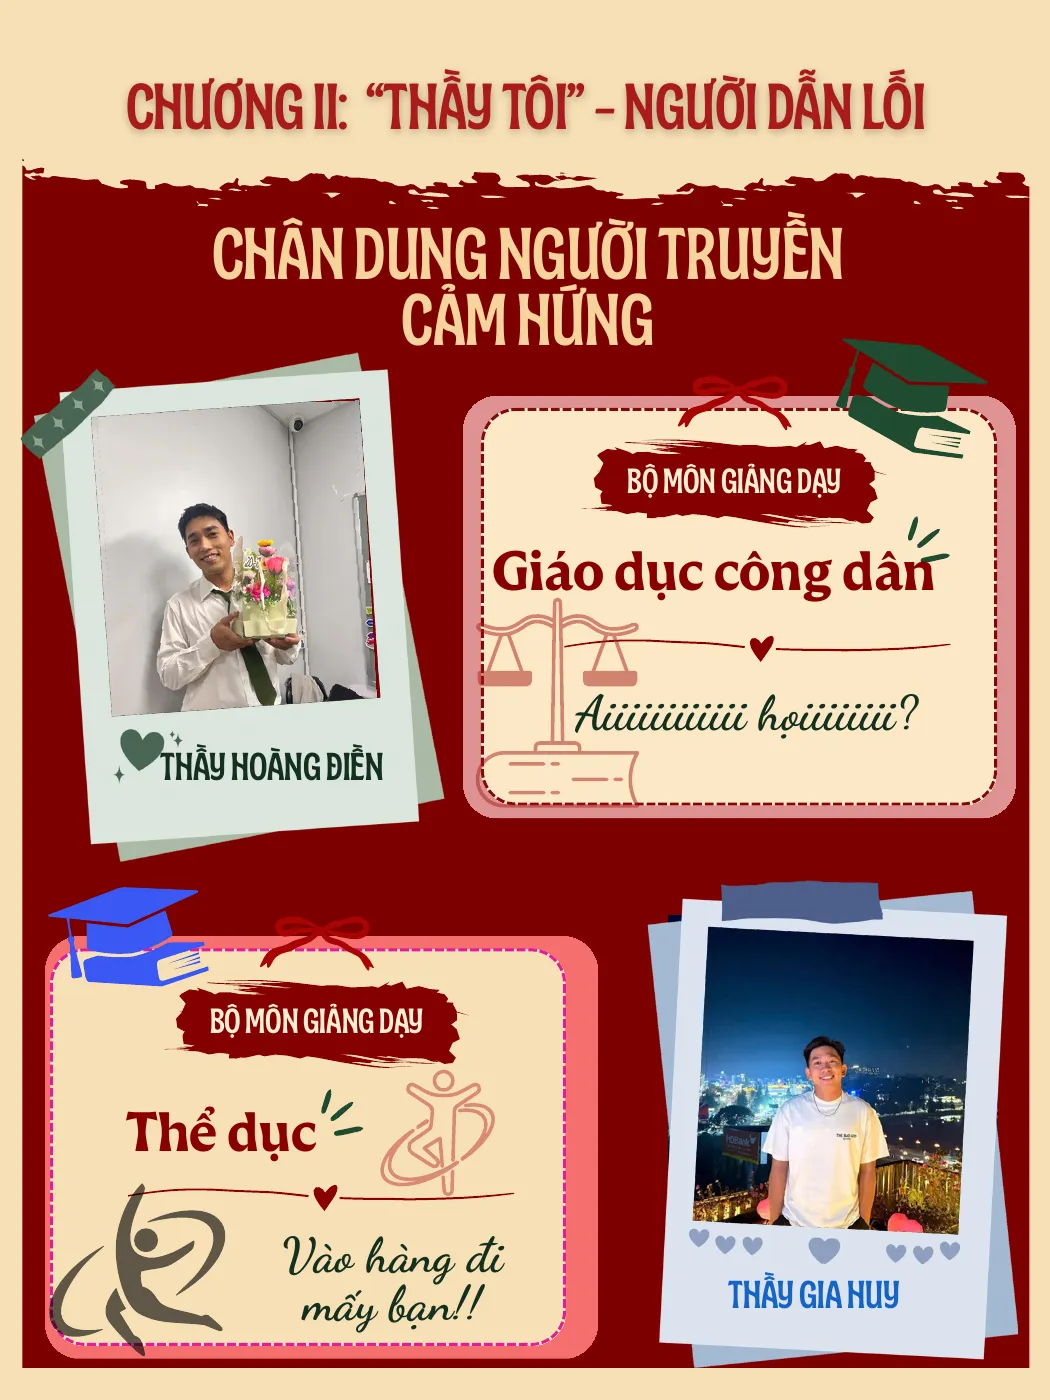 CHƯƠNG II: “THẦY TÔI” - NGƯỜI DẪN LỐI
CHÂN DUNG NGƯỜI TRUYỀN
CẢM HỨNG
BỘ MÔN GIẢNG DẠY
Giáo dục công dân
Aiiiiiiiiiii họiiiiiiii?
THẦY HOÀNG ĐIỀN
BỘ MÔN GIẢNG DẠY
Thể dục
Vào hàng đi
mấy bạn!!
THẦY GIA HUY